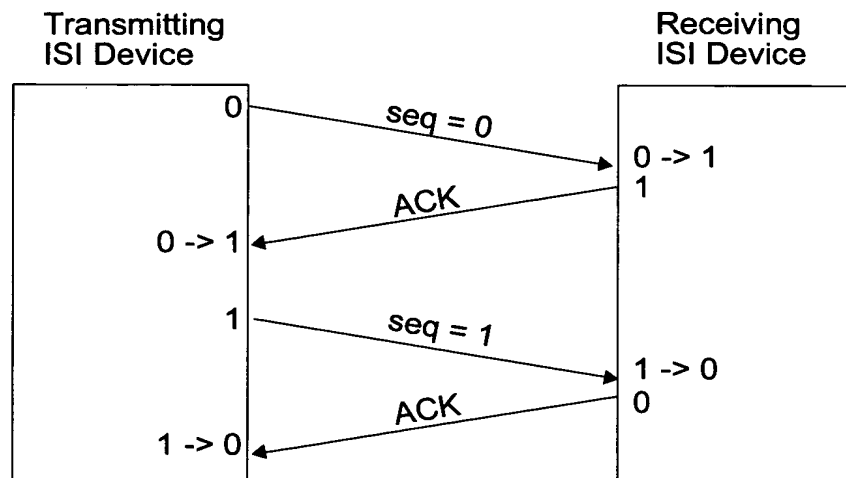 Transmitting
ISI Device
Receiving
ISI Device
0
seq = 0
0 -> 1
1
ACK
0 -> 1
1
seq = 1
1 -> 0
0
ACK
1 -> 0